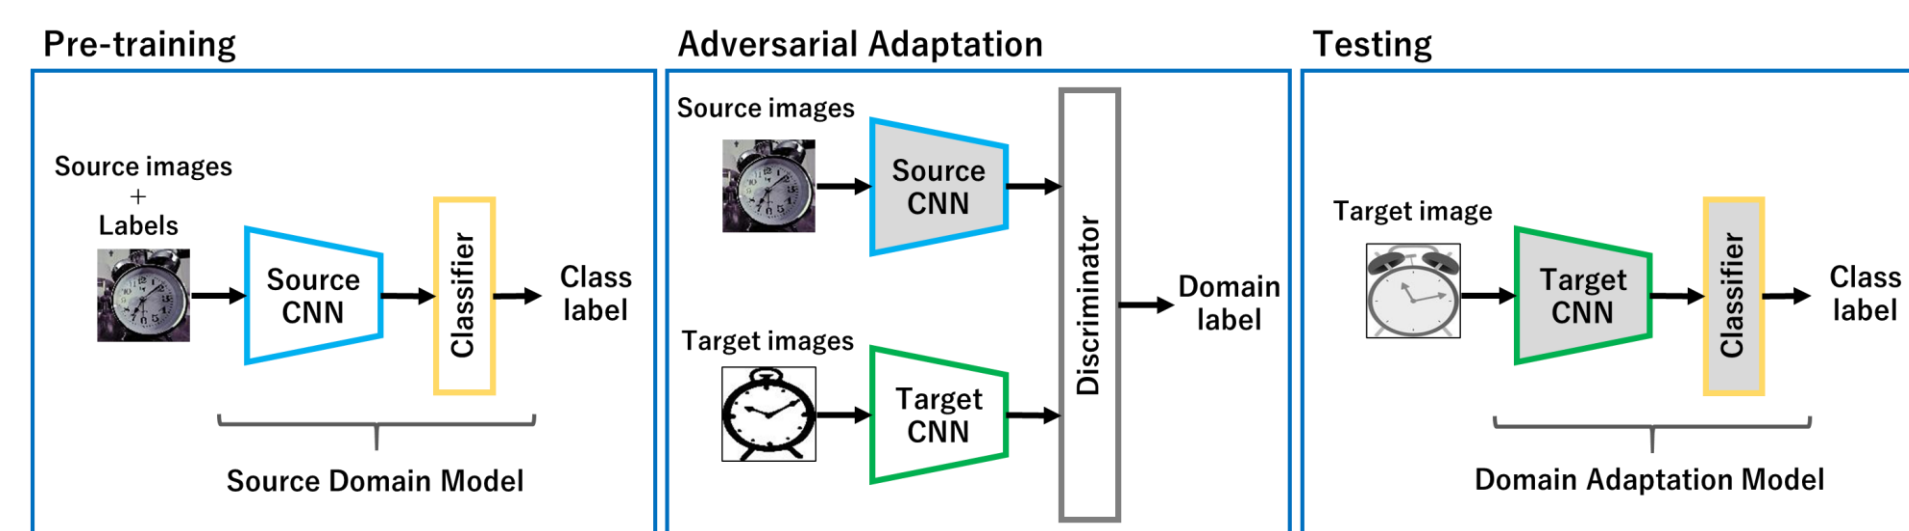 Pre-training
Source images
+
Labels
Source
CNN
Classifier
Class
label
Source Domain Model
Adversarial Adaptation
Source images
Source
CNN
Target images
Target
CNN
Discriminator
Domain
label
Testing
Target image
Target
CNN
Classifier
Class
label
Domain Adaptation Model